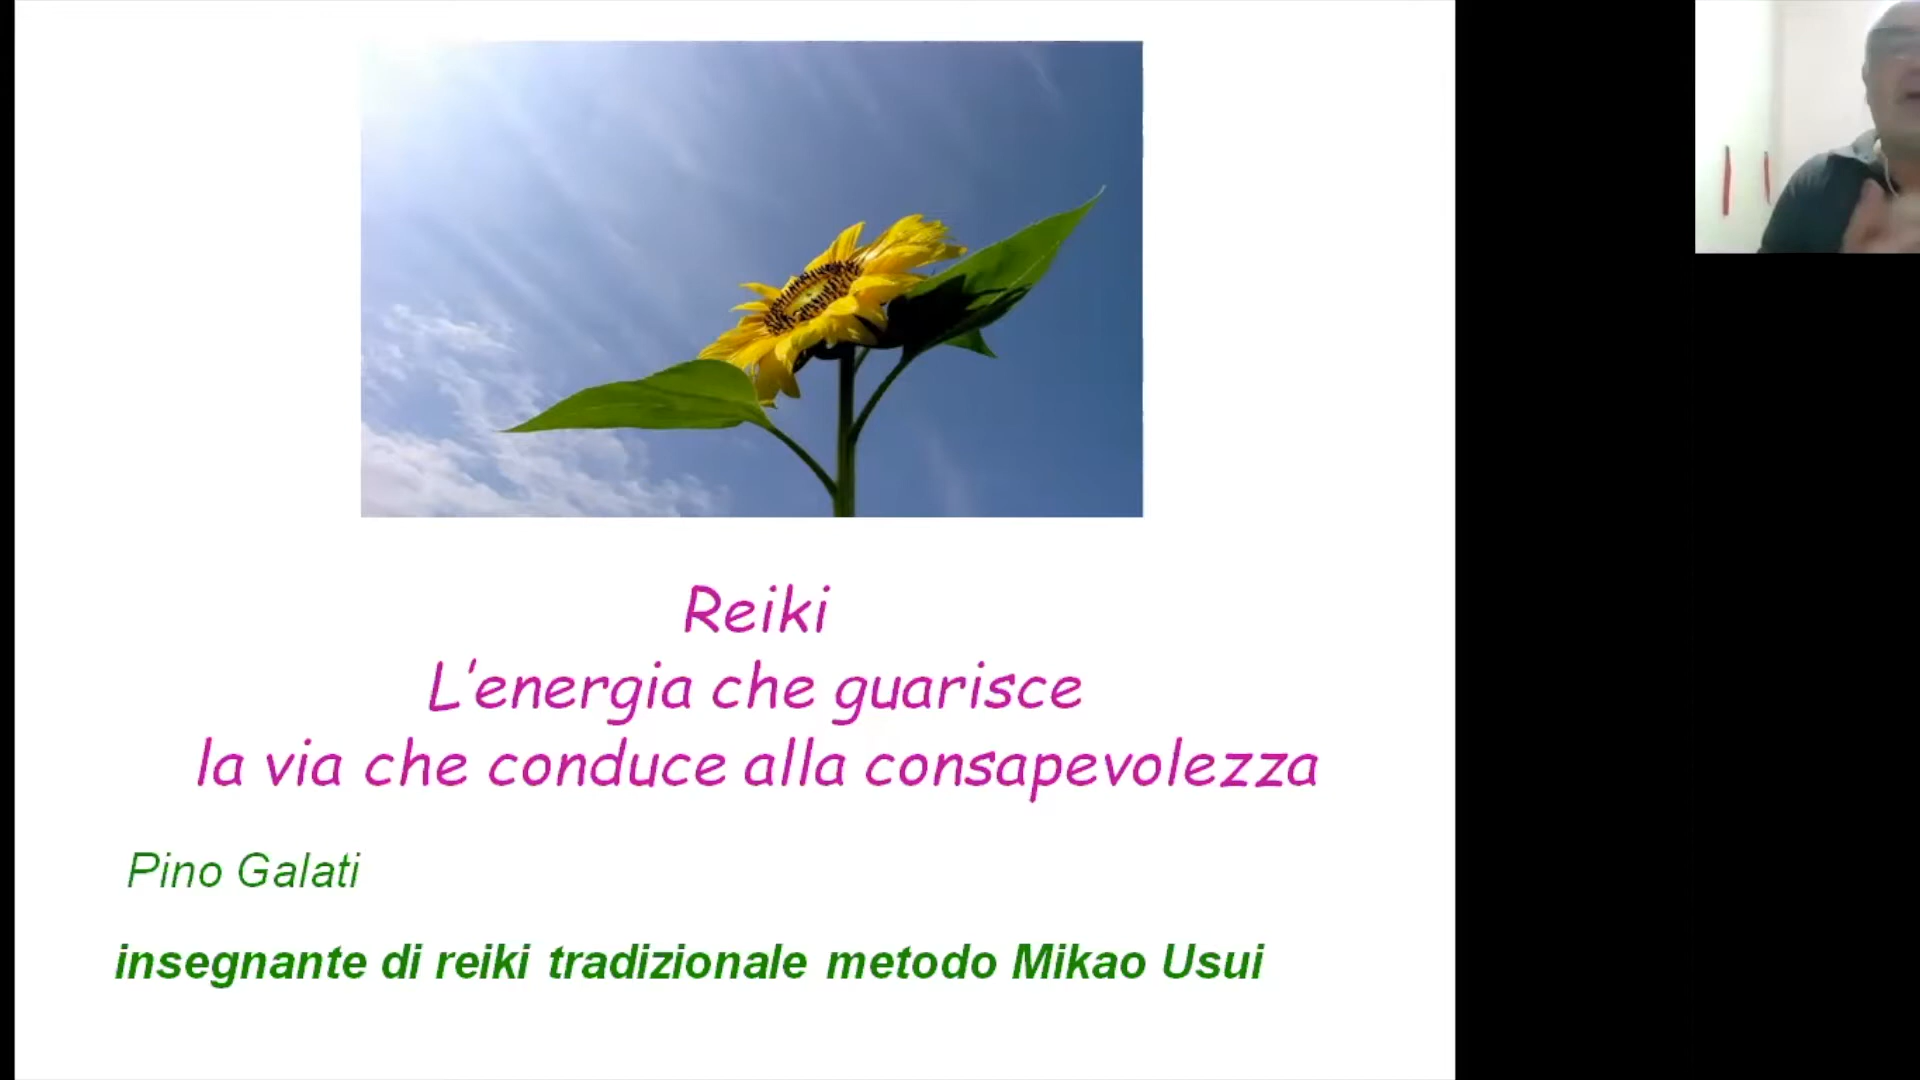 Reiki
L'energia che guarisce
la via che conduce alla consapevolezza
Pino Galati
insegnante di reiki tradizionale metodo Mikao Usui